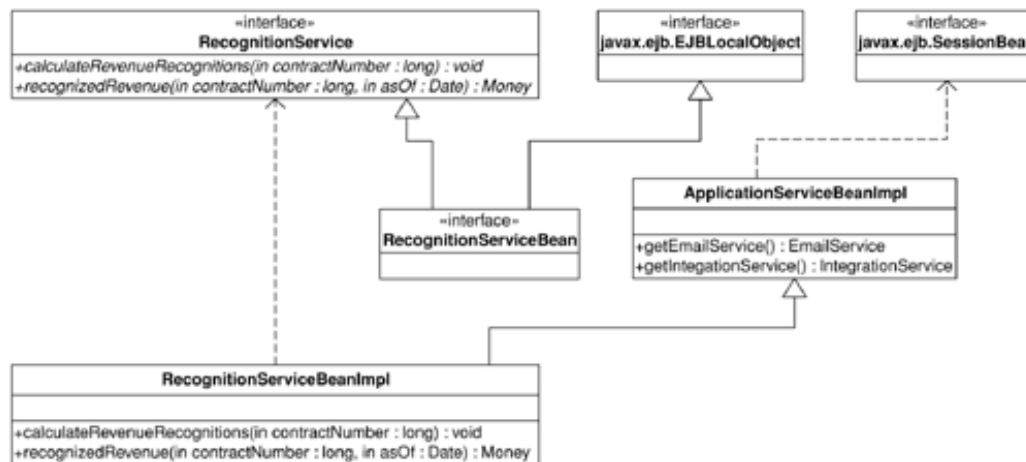 «interface»
RecognitionService
+calculateRevenueRecognitions(in contractNumber : long) : void
+recognizedRevenue(in contractNumber : long, in asOf : Date) : Money
«interface»
javax.ejb.EJBLocalObject
«interface»
javax.ejb.SessionBea
«interface»
RecognitionServiceBean
ApplicationServiceBeanImpl
+getEmailService() : EmailService
+getIntegationService() : IntegrationService
RecognitionServiceBeanImpl
+calculateRevenueRecognitions(in contractNumber : long) : void
+recognizedRevenue(in contractNumber : long, in asOf : Date) : Money